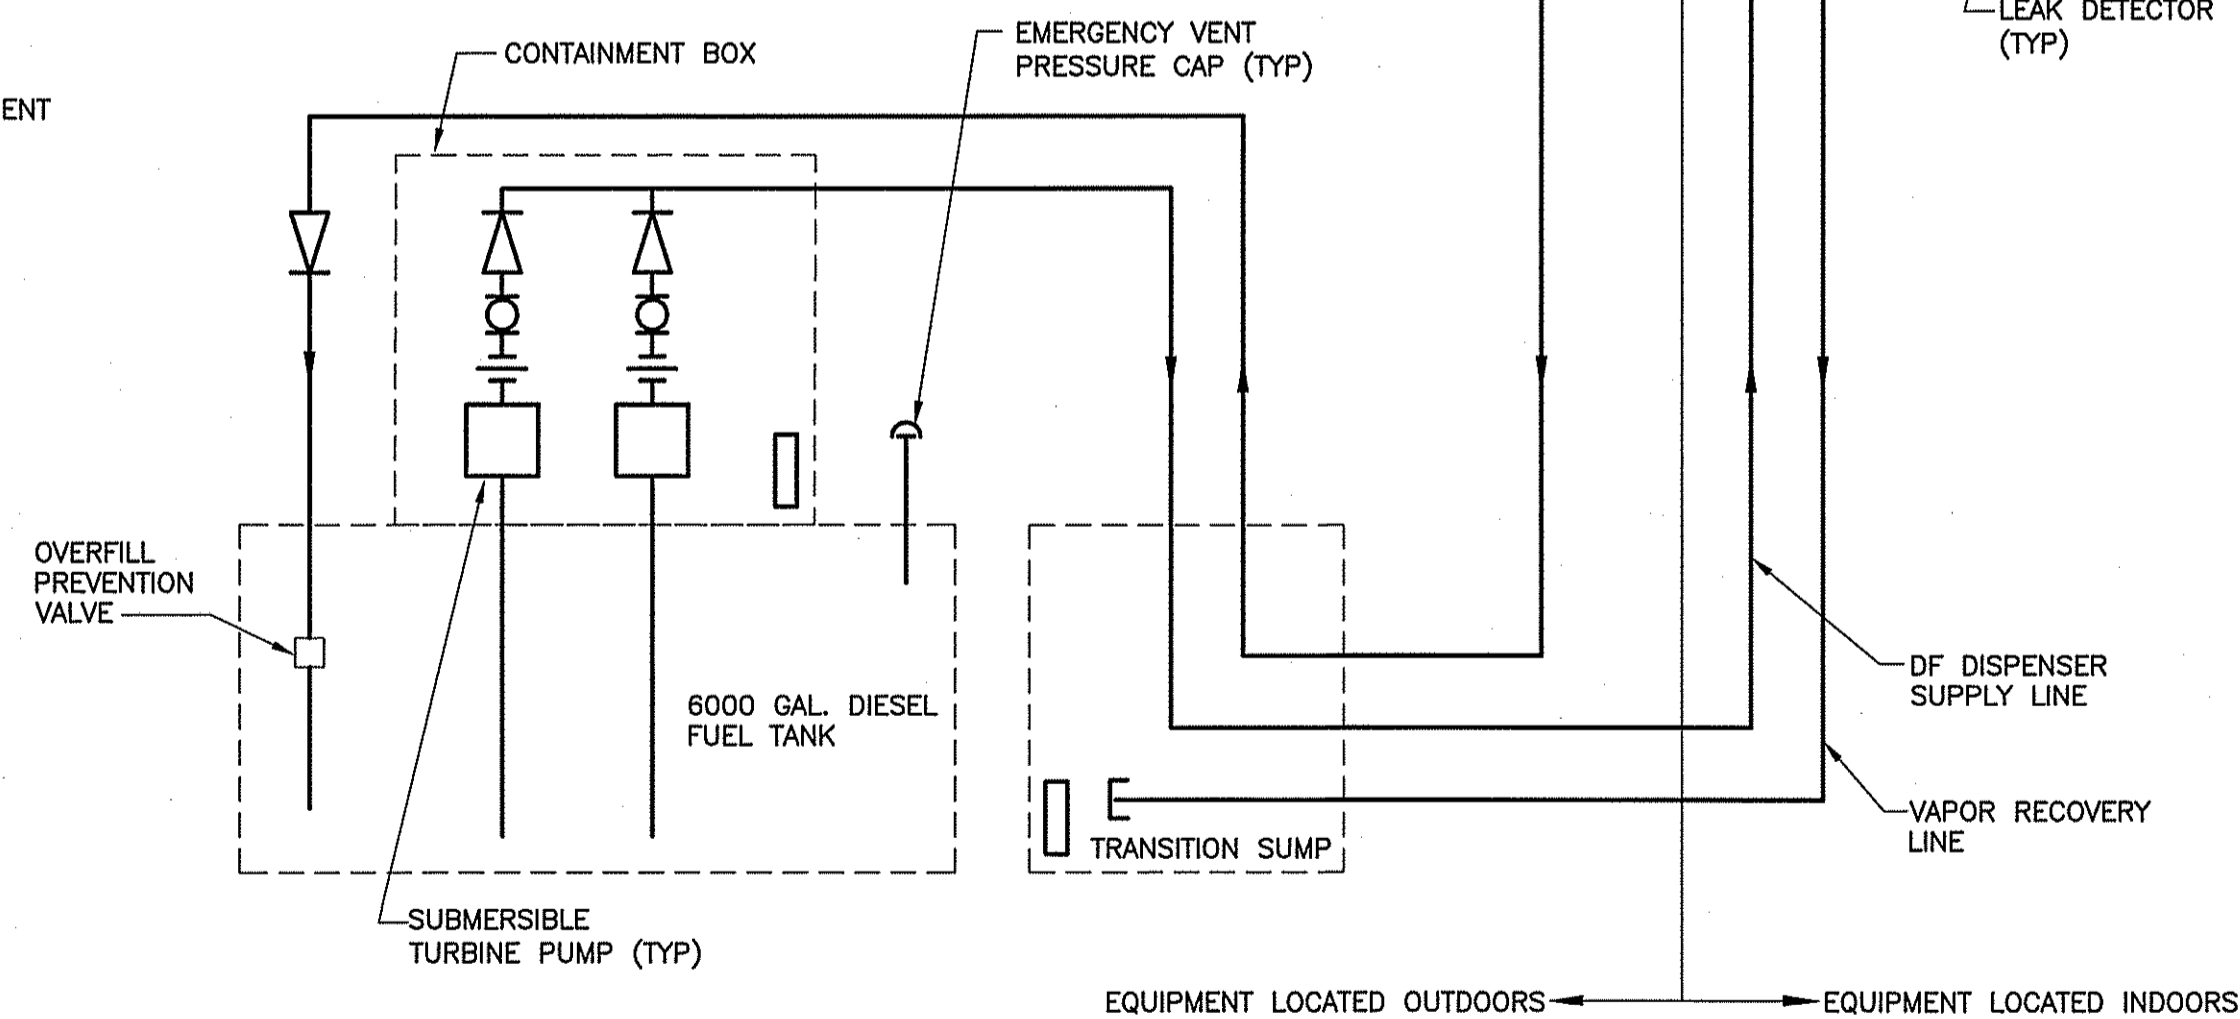 LEAK DETECTOR
(TYP)
EMERGENCY VENT
PRESSURE CAP (TYP)
CONTAINMENT BOX
ENT
OVERFILL
PREVENTION
VALVE
6000 GAL. DIESEL
FUEL TANK
DF DISPENSER
SUPPLY LINE
VAPOR RECOVERY
LINE
TRANSITION SUMP
SUBMERSIBLE
TURBINE PUMP (TYP)
EQUIPMENT LOCATED OUTDOORS
EQUIPMENT LOCATED INDOORS